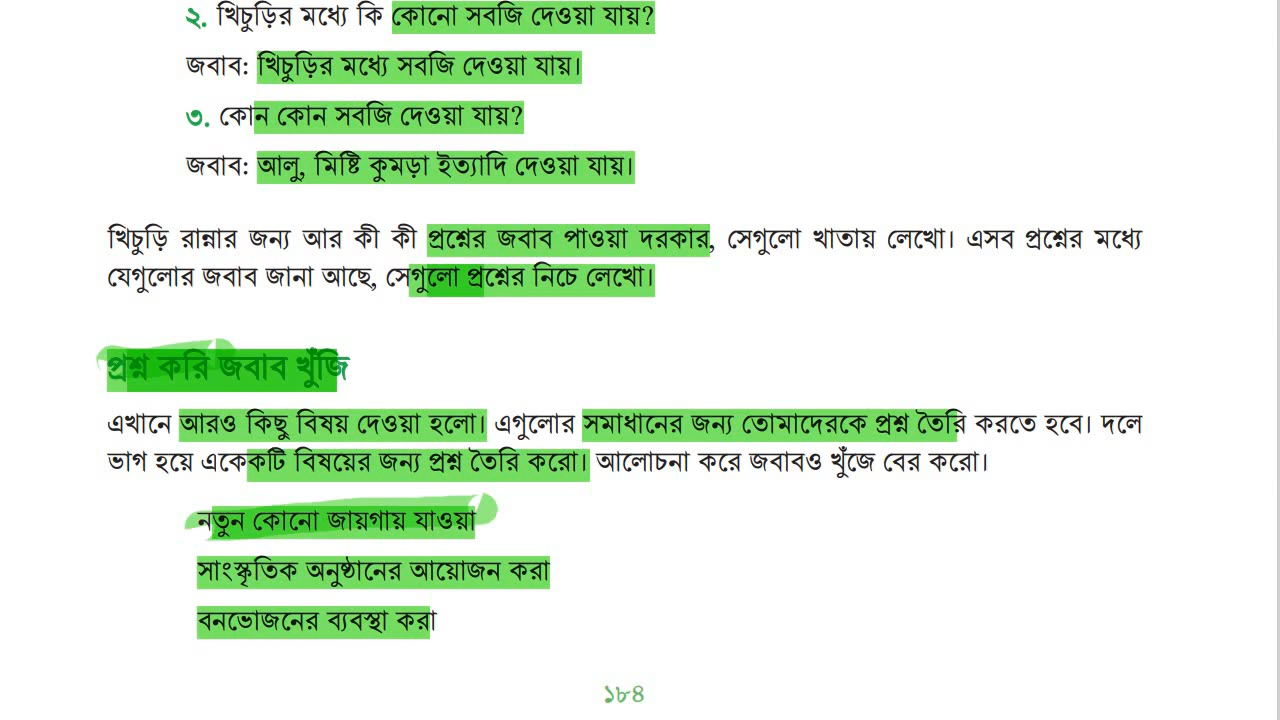 ২. খিচুড়ির মধ্যে কি কোনো সবজি দেওয়া যায়?
জবাব: খিচুড়ির মধ্যে সবজি দেওয়া যায়।
৩. কোন কোন সবজি দেওয়া যায়?
জবাব: আলু, মিষ্টি কুমড়া ইত্যাদি দেওয়া যায়।
খিচুড়ি রান্নার জন্য আর কী কী প্রশ্নের জবাব পাওয়া দরকার, সেগুলো খাতায় লেখো। এসব প্রশ্নের মধ্যে
যেগুলোর জবাব জানা আছে, সেগুলো প্রশ্নের নিচে লেখো।
প্রশ্ন করি জবাব খুঁজি
এখানে আরও কিছু বিষয় দেওয়া হলো। এগুলোর সমাধানের জন্য তোমাদেরকে প্রশ্ন তৈরি করতে হবে। দলে
ভাগ হয়ে একেকটি বিষয়ের জন্য প্রশ্ন তৈরি করো। আলোচনা করে জবাবও খুঁজে বের করো।
নতুন কোনো জায়গায় যাওয়া
সাংস্কৃতিক অনুষ্ঠানের আয়োজন করা
বনভোজনের ব্যবস্থা করা
১৮৪